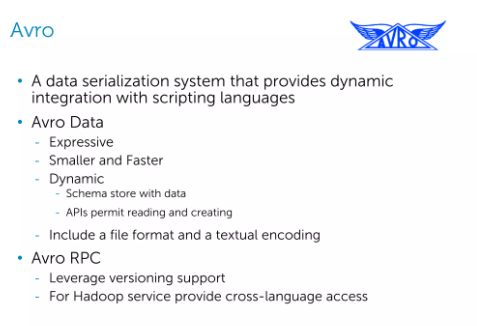 Avro
AVRO
• A data serialization system that provides dynamic
integration with scripting languages
• Avro Data
- Expressive
- Smaller and Faster
- Dynamic
- Schema store with data
- APIs permit reading and creating
- Include a file format and a textual encoding
• Avro RPC
- Leverage versioning support
- For Hadoop service provide cross-language access